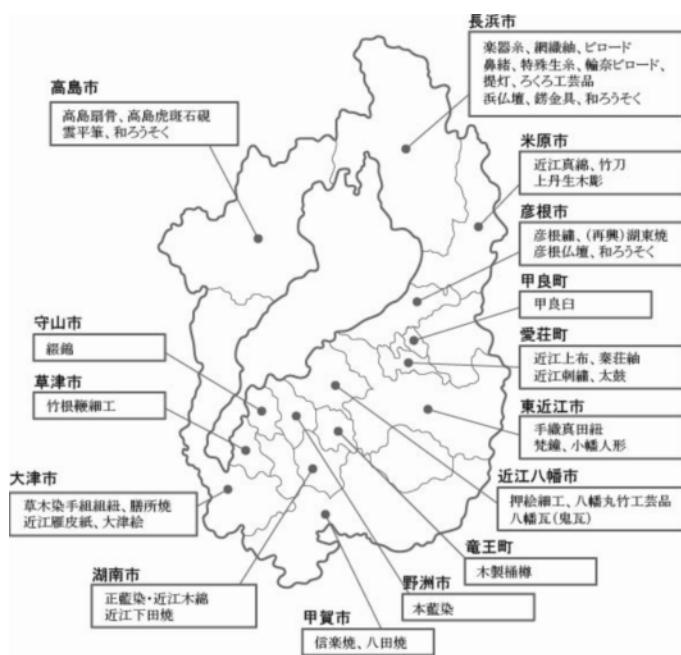 長浜市
楽器糸、網織紬、ビロード
鼻緒、特殊生糸、輪奈ビロード、
提灯、ろくろ工芸品
浜仏壇、錺金具、和ろうそく
高島市
高島扇骨、高島虎斑石硯
雲平筆、和ろうそく
米原市
近江真綿、竹刀
上丹生木彫
彦根市
彦根繍、(再興)湖東焼
彦根仏壇、和ろうそく
甲良町
甲良臼
愛荘町
近江上布、秦荘紬
近江刺繍、太鼓
東近江市
手織真田紐
梵鐘、小幡人形
守山市
綴錦
草津市
竹根鞭細工
大津市
草木染手組組紐、膳所焼
近江雁皮紙、大津絵
近江八幡市
押絵細工、八幡丸竹工芸品
八幡瓦(鬼瓦)
竜王町
木製桶樽
湖南市
正藍染・近江木綿
近江下田焼
野洲市
本藍染
甲賀市
信楽焼、八田焼